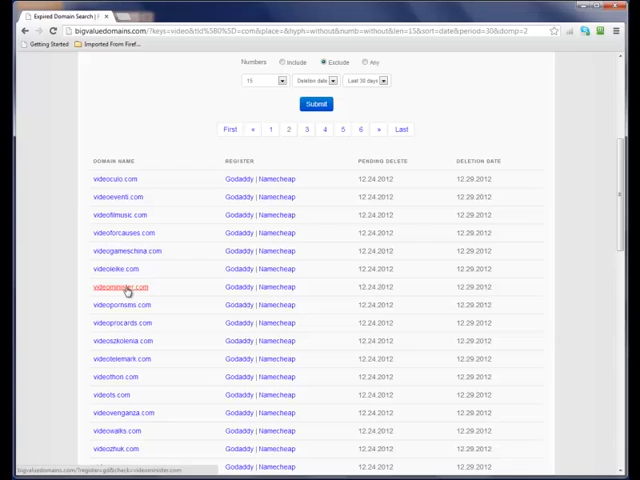 Expired Domain Search |
bigvaluedomains.com/?keys=video&tld%5B%5D=com&place=&hyph=without&numb=without&len=15&sort=date&period=30&domp=2
Getting Started Imported From Firef...
Numbers Include Exclude Any
15 Deletion date Last 30 days
Submit
First « 1 2 3 4 5 6 » Last
DOMAIN NAME REGISTER PENDING DELETE DELETION DATE
videoculo.com Godaddy | Namecheap 12.24.2012 12.29.2012
videoeventi.com Godaddy | Namecheap 12.24.2012 12.29.2012
videofilmusic.com Godaddy | Namecheap 12.24.2012 12.29.2012
videoforcauses.com Godaddy | Namecheap 12.24.2012 12.29.2012
videogameschina.com Godaddy | Namecheap 12.24.2012 12.29.2012
videoleike.com Godaddy | Namecheap 12.24.2012 12.29.2012
Godaddy | Namecheap 12.24.2012 12.29.2012
videopornsms.com Godaddy | Namecheap 12.24.2012 12.29.2012
videoprocards.com Godaddy | Namecheap 12.24.2012 12.29.2012
videoszkolenia.com Godaddy | Namecheap 12.24.2012 12.29.2012
videotelemark.com Godaddy | Namecheap 12.24.2012 12.29.2012
videothon.com Godaddy | Namecheap 12.24.2012 12.29.2012
videots.com Godaddy | Namecheap 12.24.2012 12.29.2012
videovenganza.com Godaddy | Namecheap 12.24.2012 12.29.2012
videowalks.com Godaddy | Namecheap 12.24.2012 12.29.2012
videozhuk.com Godaddy | Namecheap 12.24.2012 12.29.2012
Godaddy | Namecheap 12.24.2012 12.29.2012